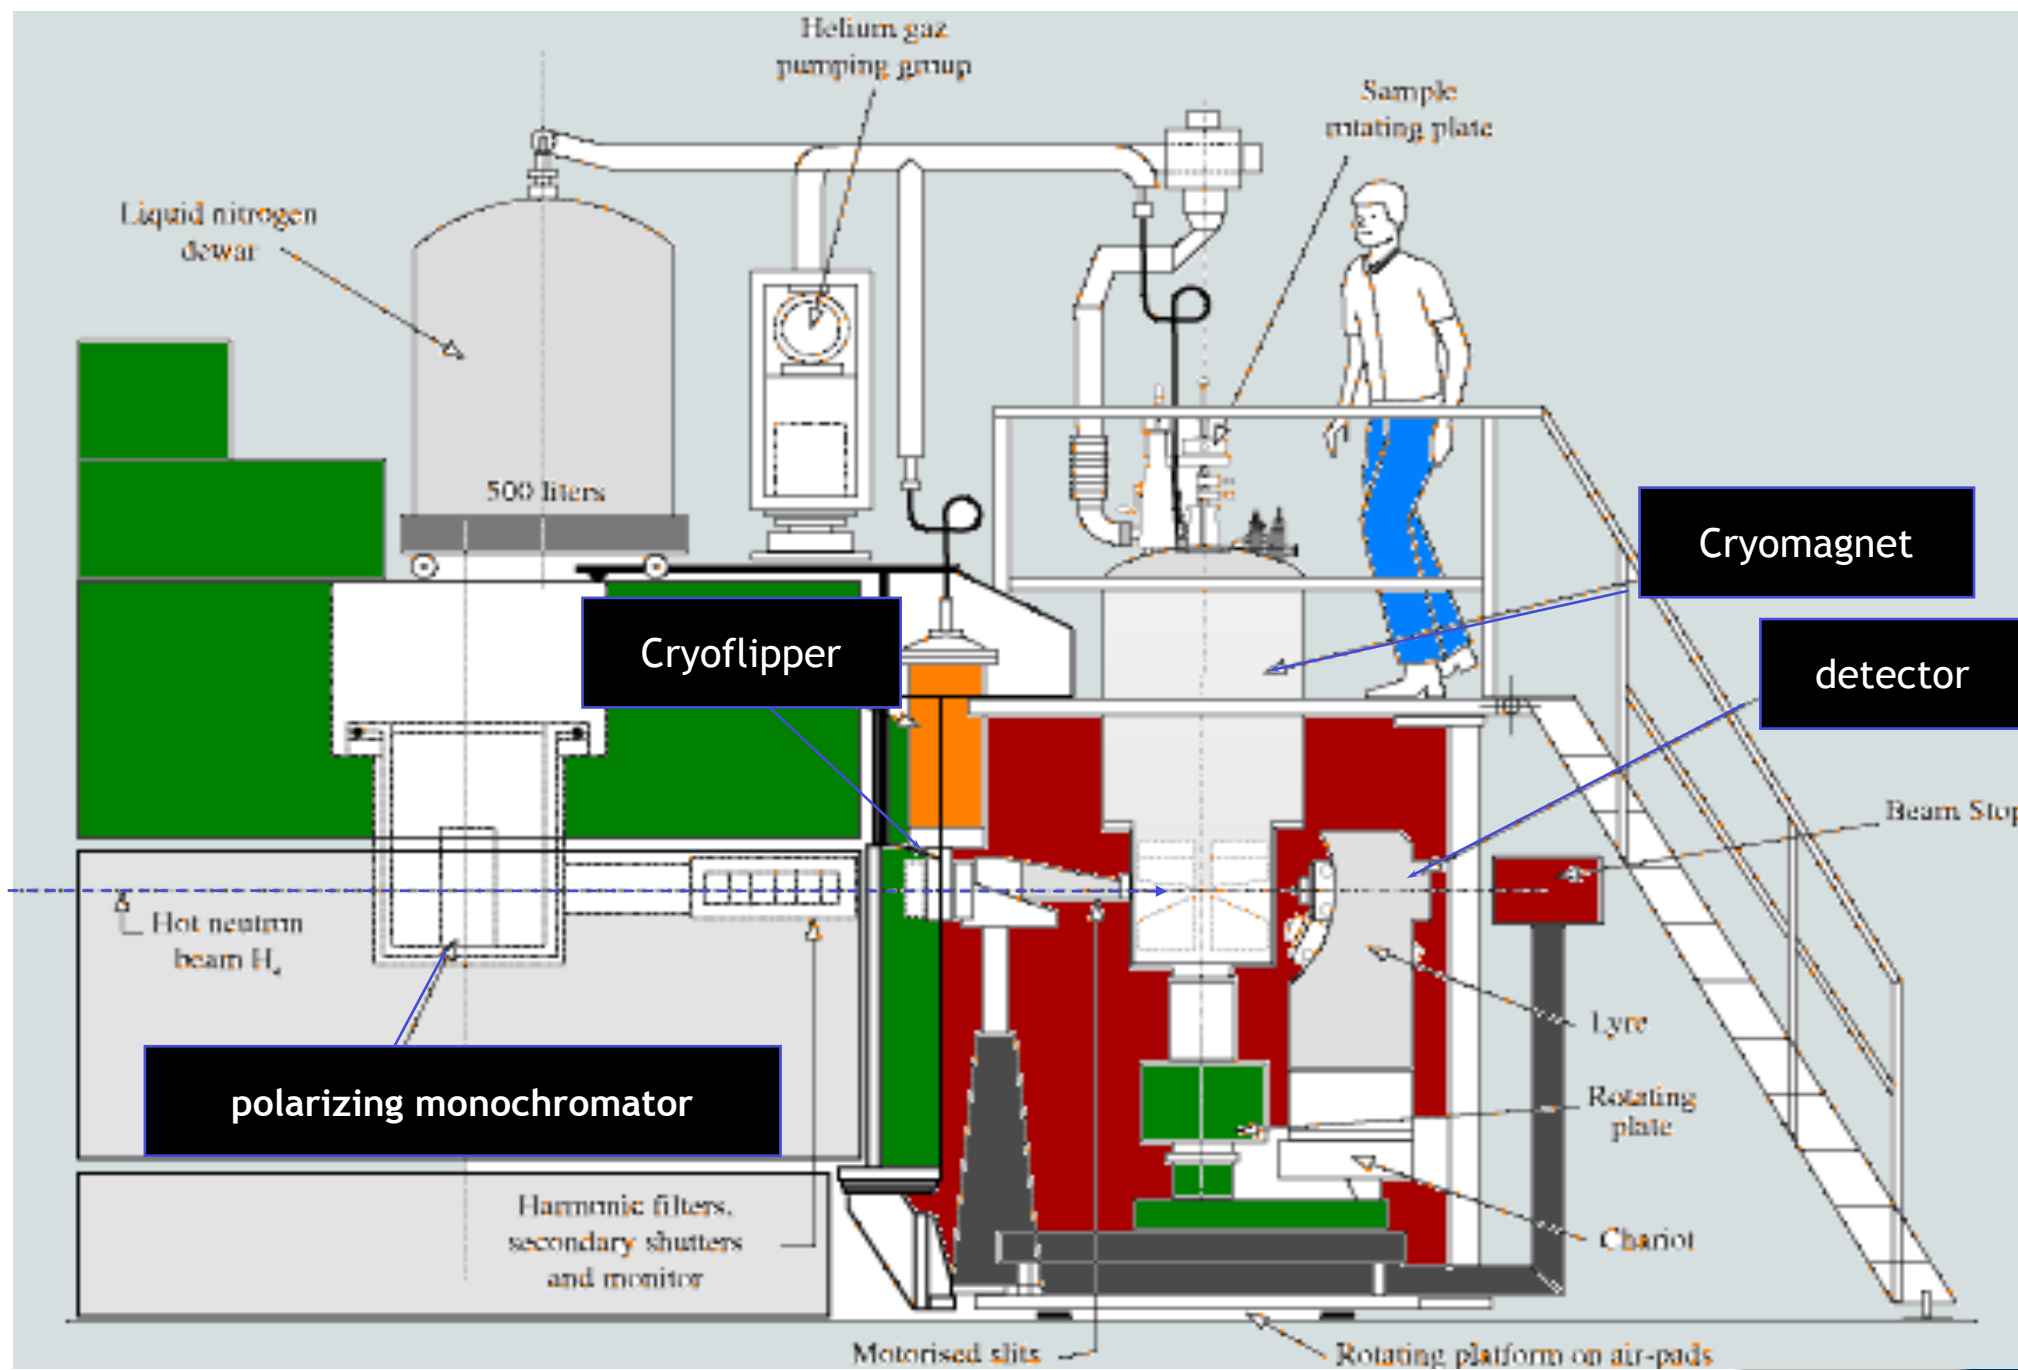 Helium gaz
pumping group
Sample
rotating plate
Liquid nitrogen
dewar
500 liters
Cryomagnet
Cryoflipper
detector
Beam Stop
Hot neutron
beam H4
Lyre
polarizing monochromator
Rotating
plate
Harmonic filters,
secondary shutters
and monitor
Chariot
Motorised slits
Rotating platform on air-pads